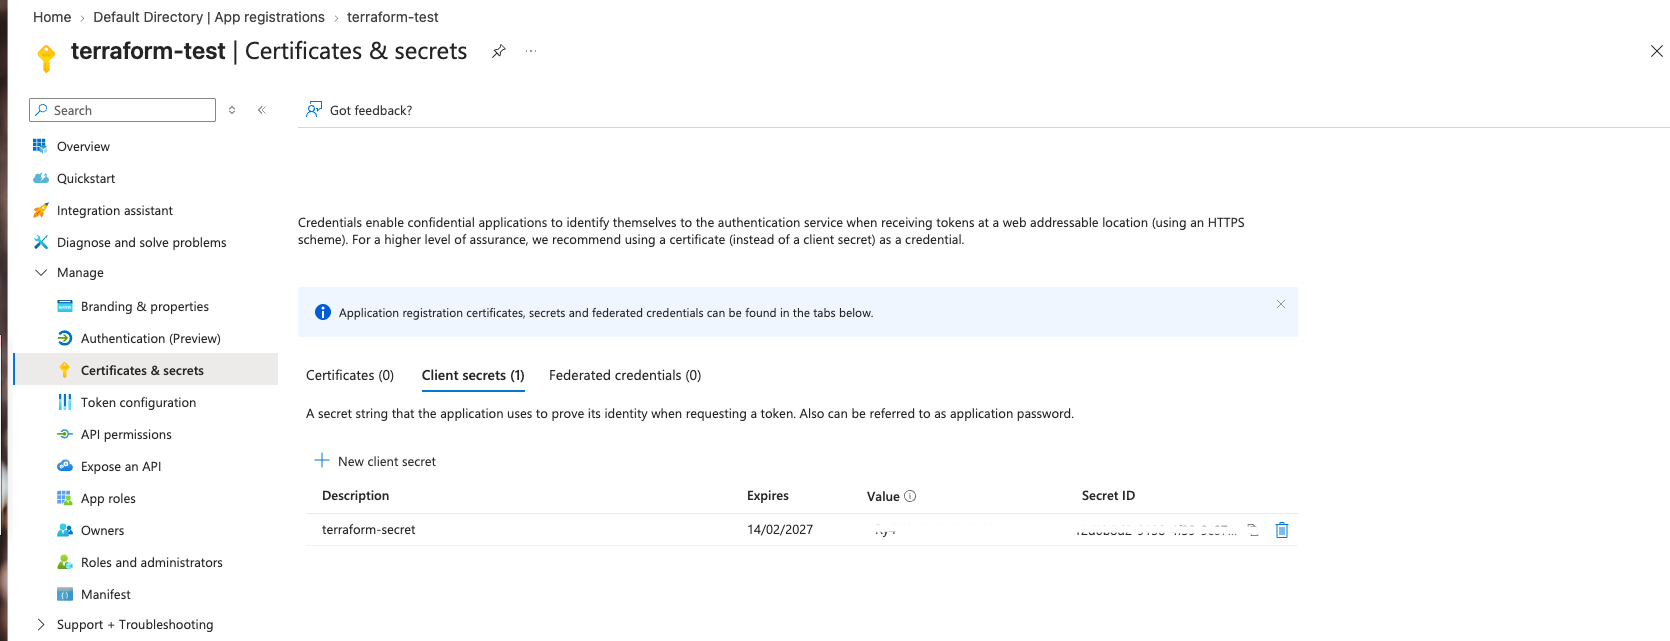 Home › Default Directory | App registrations › terraform-test
terraform-test | Certificates & secrets
Search
Got feedback?
Overview
Quickstart
Integration assistant
Diagnose and solve problems
Manage
Branding & properties
Authentication (Preview)
Certificates & secrets
Token configuration
API permissions
Expose an API
App roles
Owners
Roles and administrators
Manifest
Support + Troubleshooting
Credentials enable confidential applications to identify themselves to the authentication service when receiving tokens at a web addressable location (using an HTTPS
scheme). For a higher level of assurance, we recommend using a certificate (instead of a client secret) as a credential.
Application registration certificates, secrets and federated credentials can be found in the tabs below.
Certificates (0) Client secrets (1) Federated credentials (0)
A secret string that the application uses to prove its identity when requesting a token. Also can be referred to as application password.
New client secret
Description Expires Value Secret ID
terraform-secret 14/02/2027